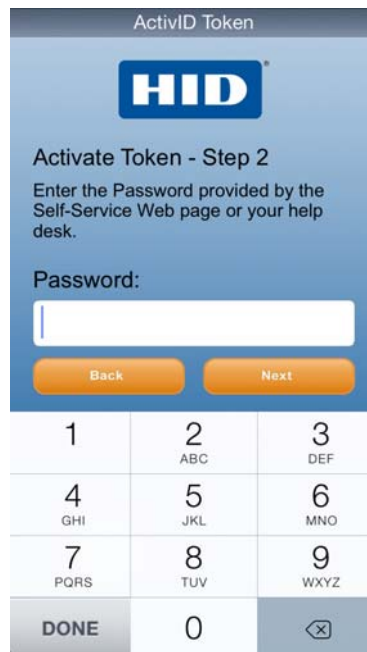 ActivID Token
HID®
Activate Token - Step 2
Enter the Password provided by the
Self-Service Web page or your help
desk.
Password:
Back Next
1 2 3
ABC DEF
4 5 6
GHI JKL MNO
7 8 9
PQRS TUV WXYZ
DONE 0